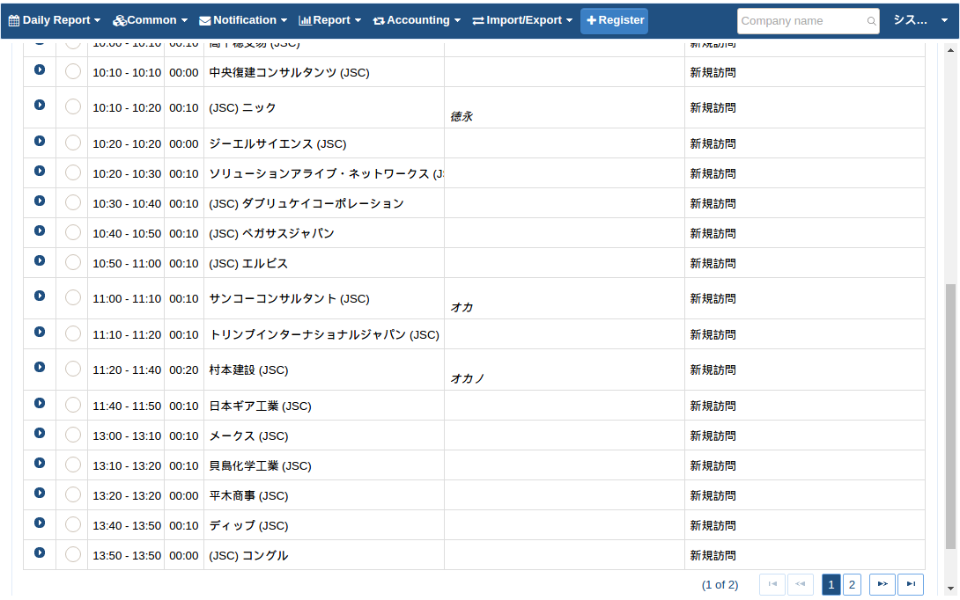 Daily Report Common Notification Report Accounting Import/Export Register Company name シス...
10:00 - 10:10 00:10 高千穂交易 (JSC) 新規訪問
10:10 - 10:10 00:00 中央復建コンサルタンツ (JSC) 新規訪問
10:10 - 10:20 00:10 (JSC) ニック 徳永 新規訪問
10:20 - 10:20 00:00 ジーエルサイエンス (JSC) 新規訪問
10:20 - 10:30 00:10 ソリューションアライブ・ネットワークス (J 新規訪問
10:30 - 10:40 00:10 (JSC) ダブリュケイコーポレーション 新規訪問
10:40 - 10:50 00:10 (JSC) ペガサスジャパン 新規訪問
10:50 - 11:00 00:10 (JSC) エルビス 新規訪問
11:00 - 11:10 00:10 サンコーコンサルタント (JSC) オカ 新規訪問
11:10 - 11:20 00:10 トリンプインターナショナルジャパン (JSC) 新規訪問
11:20 - 11:40 00:20 村本建設 (JSC) オカノ 新規訪問
11:40 - 11:50 00:10 日本ギア工業 (JSC) 新規訪問
13:00 - 13:10 00:10 メークス (JSC) 新規訪問
13:10 - 13:20 00:10 貝島化学工業 (JSC) 新規訪問
13:20 - 13:20 00:00 平木商事 (JSC) 新規訪問
13:40 - 13:50 00:10 ディップ (JSC) 新規訪問
13:50 - 13:50 00:00 (JSC) コングル 新規訪問
(1 of 2) 1 2